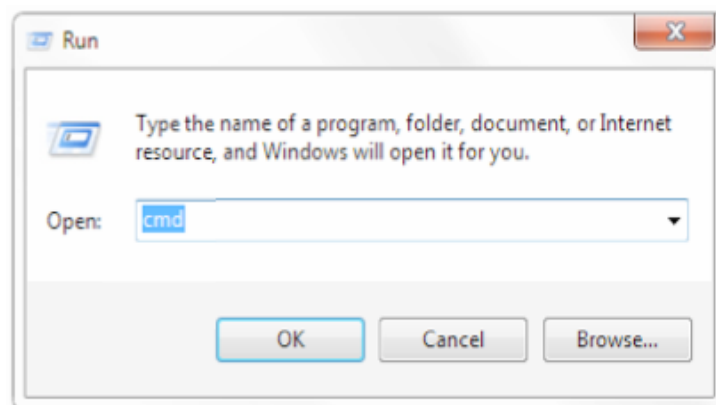 Run
Type the name of a program, folder, document, or Internet
resource, and Windows will open it for you.
Open: cmd
OK Cancel Browse...